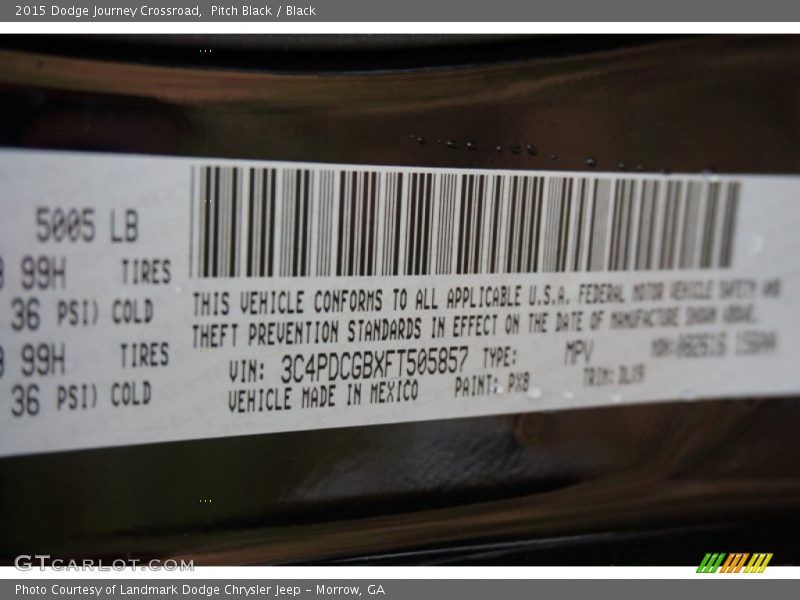 2015 Dodge Journey Crossroad, Pitch Black / Black
5005 LB
99H TIRES
36 PSI) COLD
99H TIRES
36 PSI) COLD
THIS VEHICLE CONFORMS TO ALL APPLICABLE U.S.A. FEDERAL MOTOR VEHICLE SAFETY AND
THEFT PREVENTION STANDARDS IN EFFECT ON THE DATE OF MANUFACTURE SHOWN ABOVE.
VIN: 3C4PDCGBXFT505857 TYPE: MPV
VEHICLE MADE IN MEXICO PAINT: PX8 TRIM: DLX9
GTCARLOT.COM
Photo Courtesy of Landmark Dodge Chrysler Jeep – Morrow, GA